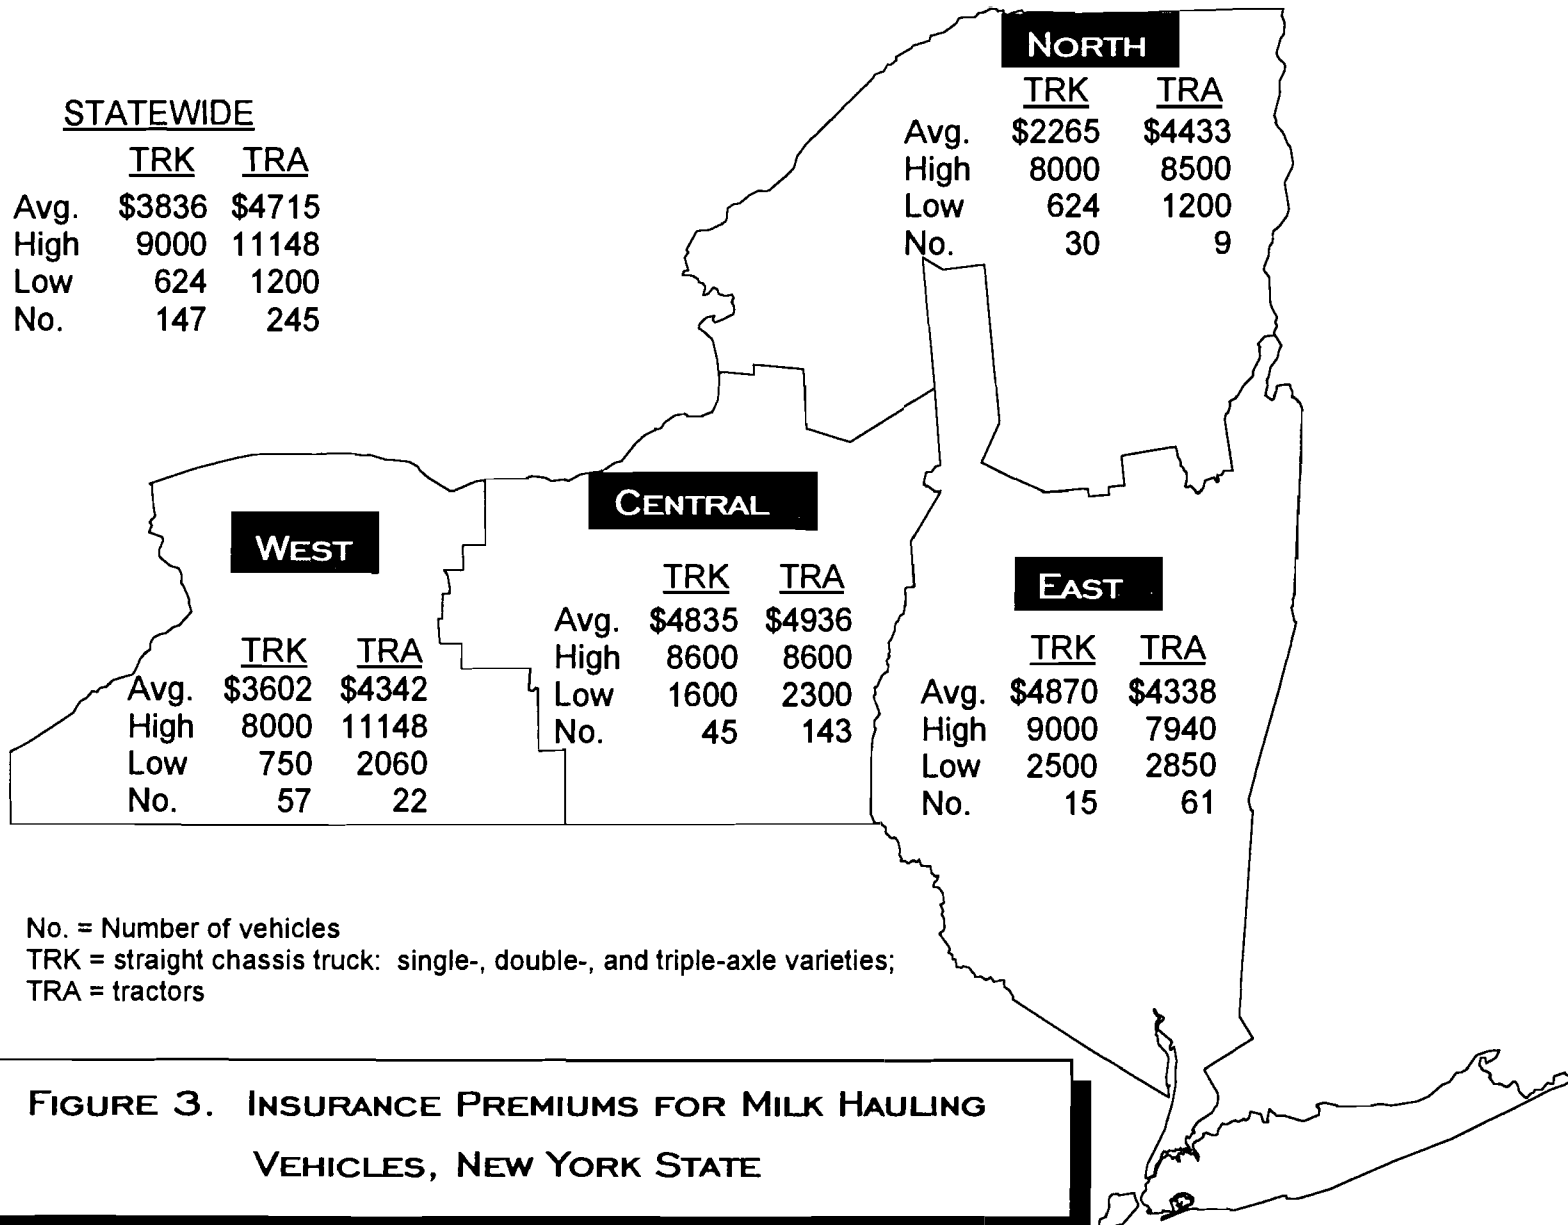 STATEWIDE
TRK TRA
Avg. $3836 $4715
High 9000 11148
Low 624 1200
No. 147 245
NORTH
TRK TRA
Avg. $2265 $4433
High 8000 8500
Low 624 1200
No. 30 9
WEST
TRK TRA
Avg. $3602 $4342
High 8000 11148
Low 750 2060
No. 57 22
CENTRAL
TRK TRA
Avg. $4835 $4936
High 8600 8600
Low 1600 2300
No. 45 143
EAST
TRK TRA
Avg. $4870 $4338
High 9000 7940
Low 2500 2850
No. 15 61
No. = Number of vehicles
TRK = straight chassis truck: single-, double-, and triple-axle varieties;
TRA = tractors
FIGURE 3. INSURANCE PREMIUMS FOR MILK HAULING
VEHICLES, NEW YORK STATE